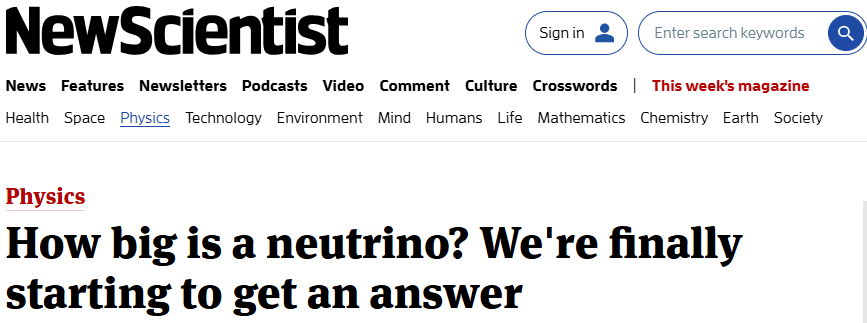 NewScientist
Sign in
Enter search keywords
News Features Newsletters Podcasts Video Comment Culture Crosswords | This week's magazine
Health Space Physics Technology Environment Mind Humans Life Mathematics Chemistry Earth Society
Physics
How big is a neutrino? We're finally
starting to get an answer